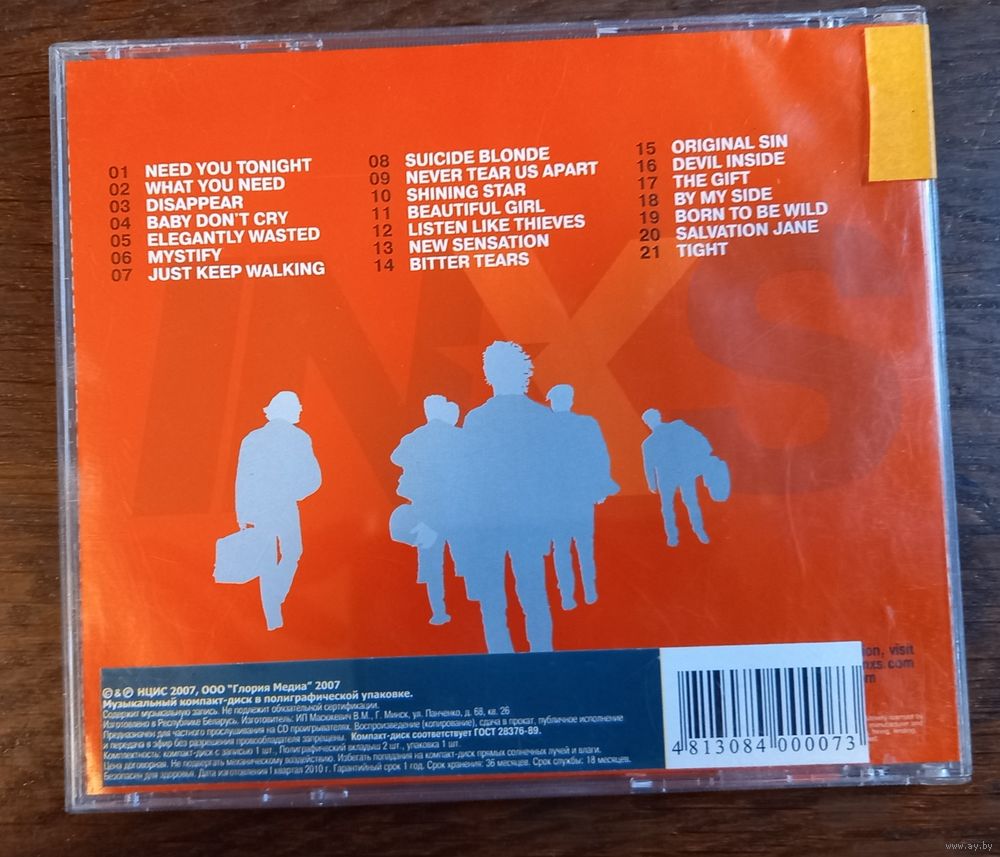 01 NEED YOU TONIGHT
02 WHAT YOU NEED
03 DISAPPEAR
04 BABY DON'T CRY
05 ELEGANTLY WASTED
06 MYSTIFY
07 JUST KEEP WALKING
08 SUICIDE BLONDE
09 NEVER TEAR US APART
10 SHINING STAR
11 BEAUTIFUL GIRL
12 LISTEN LIKE THIEVES
13 NEW SENSATION
14 BITTER TEARS
15 ORIGINAL SIN
16 DEVIL INSIDE
17 THE GIFT
18 BY MY SIDE
19 BORN TO BE WILD
20 SALVATION JANE
21 TIGHT
INXS
ion, visit
nxs.com
om
©&℗ НЦИС 2007, ООО "Глория Медиа" 2007
Музыкальный компакт-диск в полиграфической упаковке.
Содержит музыкальную запись. Не подлежит обязательной сертификации.
Изготовлено в Республике Беларусь. Изготовитель: ИП Маскевич В.М., Г. Минск, ул. Панченко, д. 68, кв. 26
Предназначен для частного прослушивания на CD проигрывателях. Воспроизведение (копирование), сдача в прокат, публичное исполнение
и передача в эфир без разрешения правообладателя запрещены. Компакт-диск соответствует ГОСТ 28376-89.
Комплектность: компакт-диск с записью 1 шт., Полиграфический вкладыш 2 шт., упаковка 1 шт.
Цена договорная. Не подвергать механическому воздействию. Избегать попадания на компакт-диск прямых солнечных лучей и влаги.
Безопасен для здоровья. Дата изготовления I квартал 2010 г. Гарантийный срок 1 год. Срок хранения: 36 месяцев. Срок службы: 18 месяцев.
4 813084 000073
www.ay.by